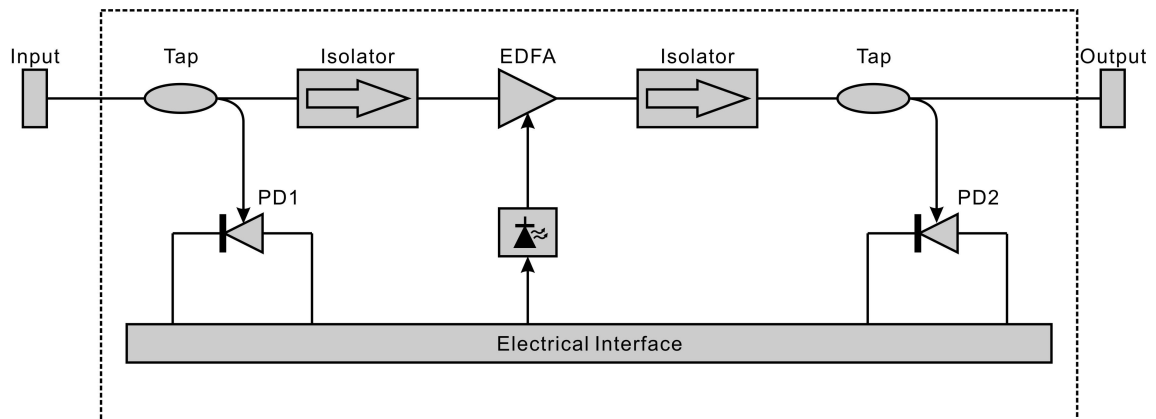 Input
Tap
Isolator
EDFA
Isolator
Tap
Output
PD1
PD2
Electrical Interface